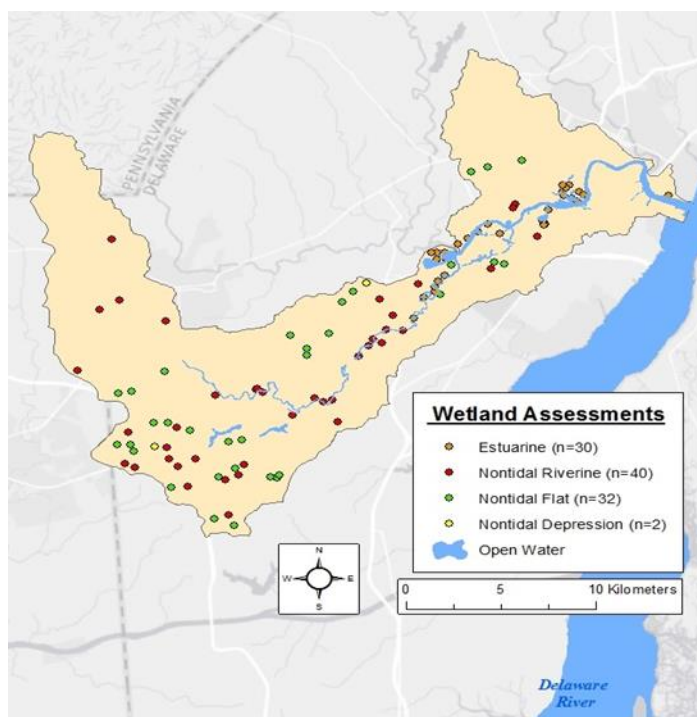 PENNSYLVANIA
DELAWARE
Wetland Assessments
Estuarine (n=30)
Nontidal Riverine (n=40)
Nontidal Flat (n=32)
Nontidal Depression (n=2)
Open Water
N
W E
S
0 5 10 Kilometers
Delaware
River